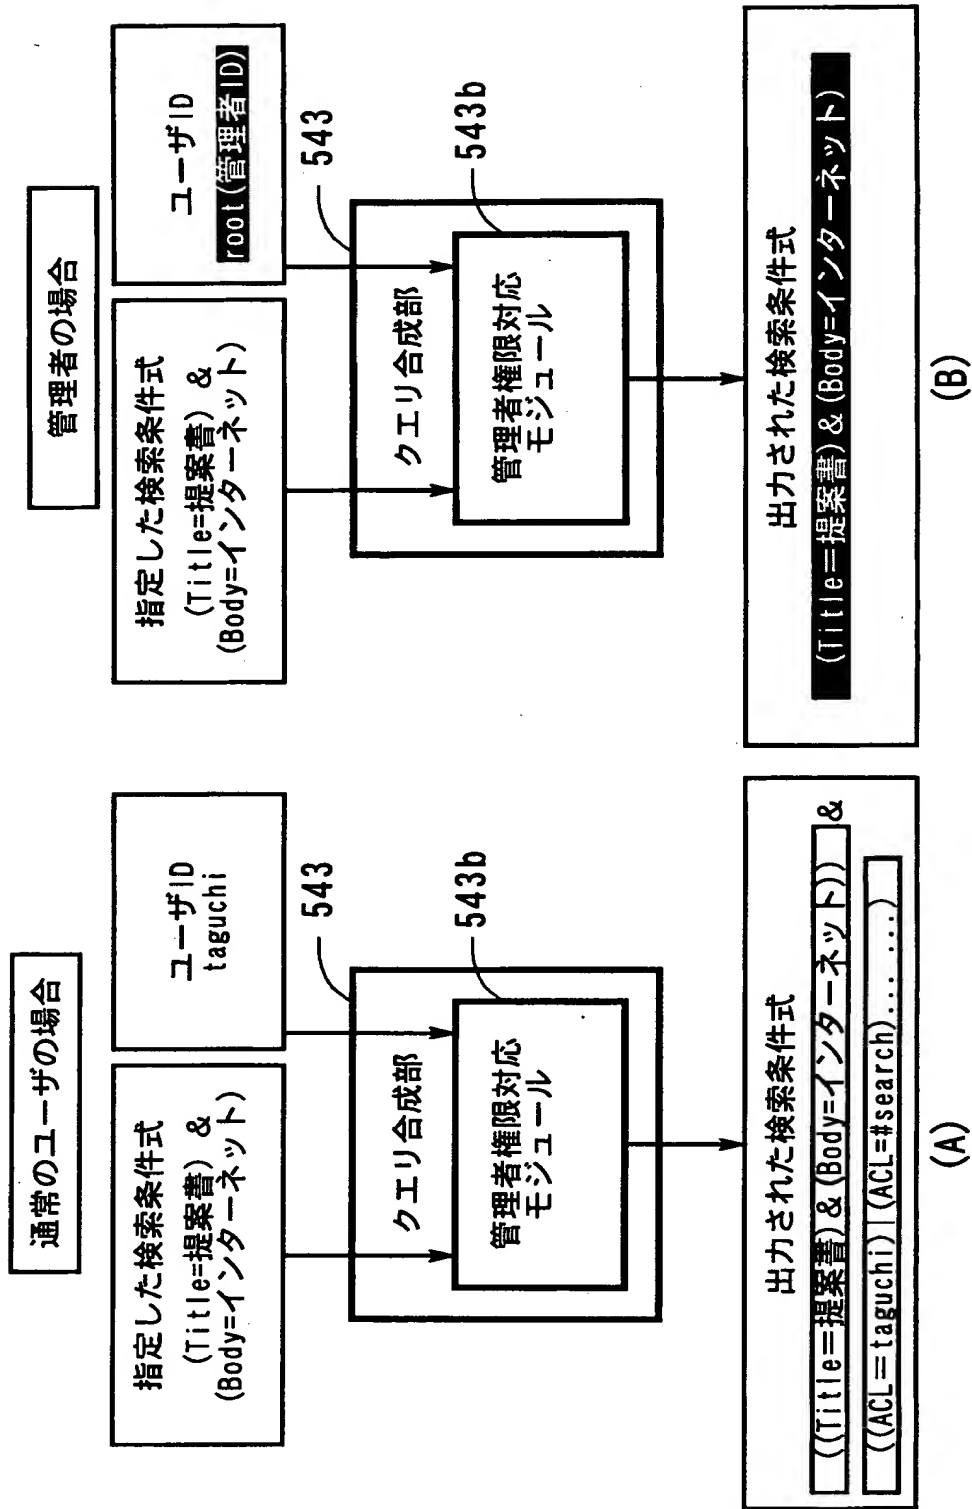 通常のユーザの場合
指定した検索条件式
(Title=提案書) &
(Body=インターネット)
ユーザID
taguchi
543
クエリ合成部
543b
管理者権限対応
モジュール
出力された検索条件式
((Title=提案書)&(Body=インターネット)) &
((ACL=taguchi)|(ACL=#search)... ...)
(A)
管理者の場合
指定した検索条件式
(Title=提案書) &
(Body=インターネット)
ユーザID
root(管理者ID)
543
クエリ合成部
543b
管理者権限対応
モジュール
出力された検索条件式
(Title=提案書)&(Body=インターネット)
(B)